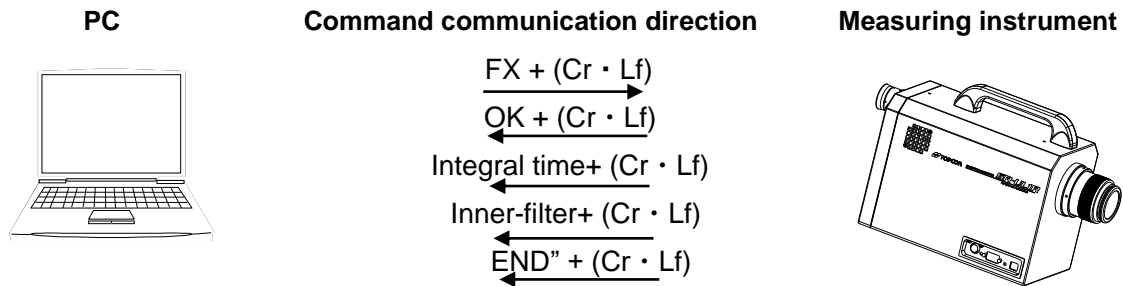 PC Command communication direction Measuring instrument
FX + (Cr・Lf)
OK + (Cr・Lf)
Integral time+ (Cr・Lf)
Inner-filter+ (Cr・Lf)
END” + (Cr・Lf)
TOPCON